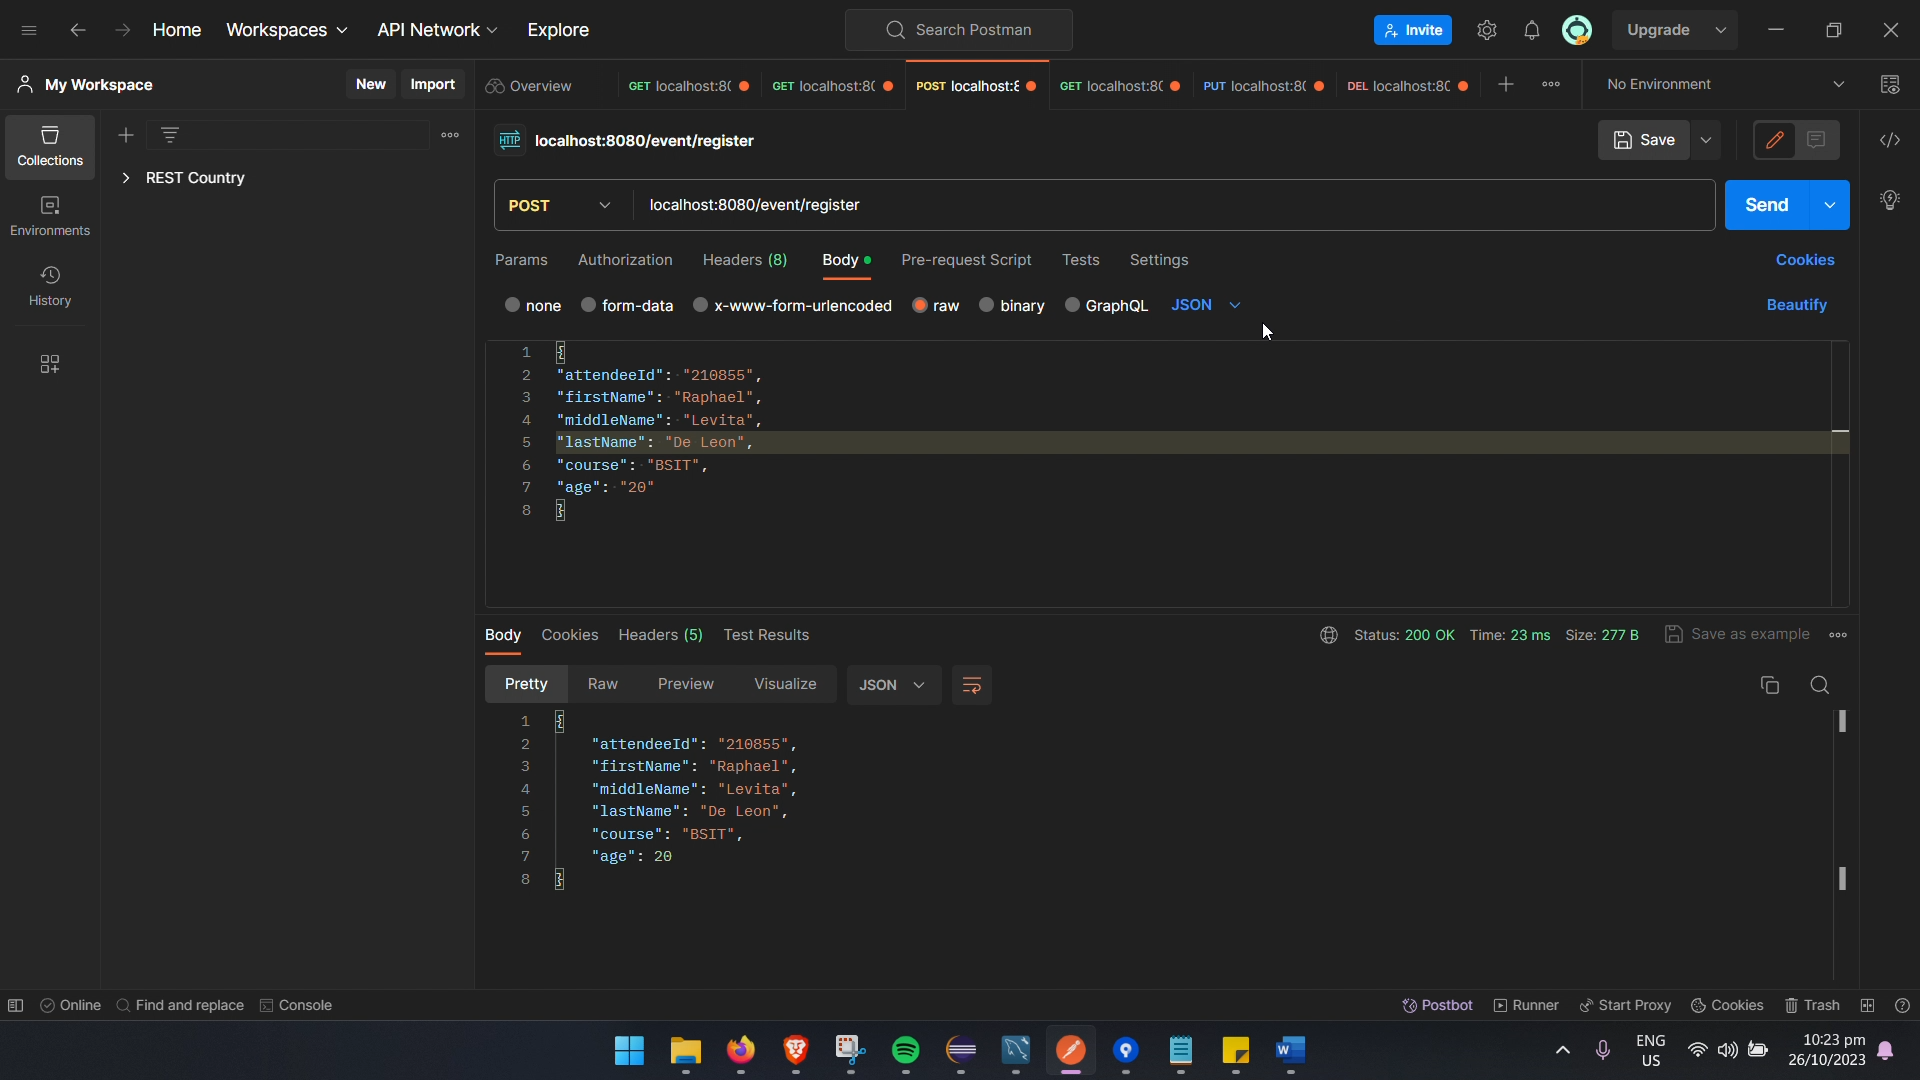 Home Workspaces API Network Explore Search Postman Invite Upgrade
My Workspace New Import Overview GET localhost:80 GET localhost:80 POST localhost:8 GET localhost:80 PUT localhost:80 DEL localhost:80 No Environment
Collections
Environments
History
REST Country
HTTP localhost:8080/event/register Save
POST localhost:8080/event/register Send
Params Authorization Headers (8) Body Pre-request Script Tests Settings Cookies
none form-data x-www-form-urlencoded raw binary GraphQL JSON Beautify
1 {
2 "attendeeId": "210855",
3 "firstName": "Raphael",
4 "middleName": "Levita",
5 "lastName": "De Leon",
6 "course": "BSIT",
7 "age": "20"
8 }
Body Cookies Headers (5) Test Results Status: 200 OK Time: 23 ms Size: 277 B Save as example
Pretty Raw Preview Visualize JSON
1 {
2 "attendeeId": "210855",
3 "firstName": "Raphael",
4 "middleName": "Levita",
5 "lastName": "De Leon",
6 "course": "BSIT",
7 "age": 20
8 }
Online Find and replace Console Postbot Runner Start Proxy Cookies Trash
W
ENG
US
10:23 pm
26/10/2023